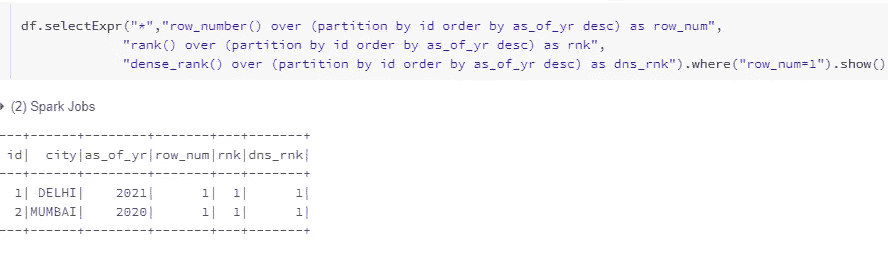 df.selectExpr("*","row_number() over (partition by id order by as_of_yr desc) as row_num",
"rank() over (partition by id order by as_of_yr desc) as rnk",
"dense_rank() over (partition by id order by as_of_yr desc) as dns_rnk").where("row_num=1").show()
(2) Spark Jobs
---+------+--------+-------+---+-------+
id|  city|as_of_yr|row_num|rnk|dns_rnk|
---+------+--------+-------+---+-------+
1| DELHI|    2021|      1|  1|      1|
2|MUMBAI|    2020|      1|  1|      1|
---+------+--------+-------+---+-------+